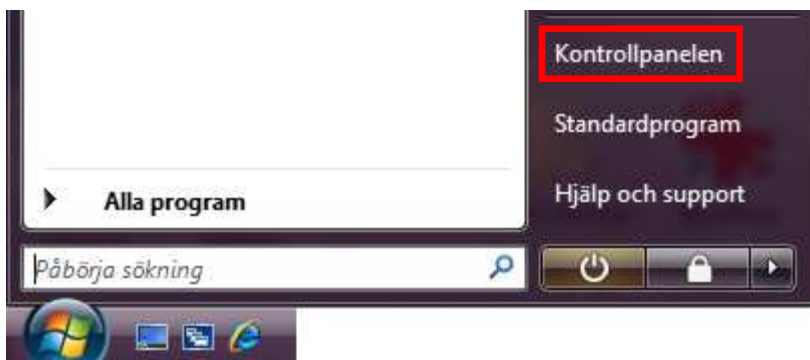 Kontrollpanelen
Standardprogram
Alla program
Hjälp och support
Påbörja sökning